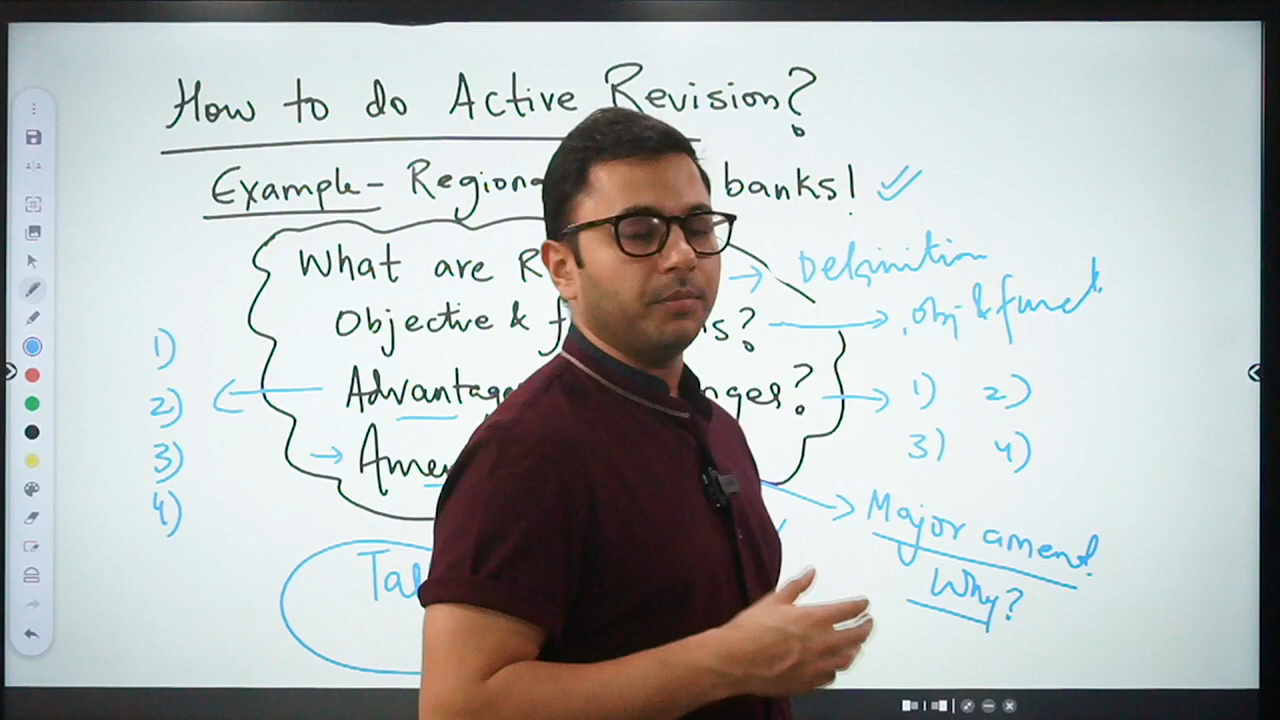 How to do Active Revision?
Example- Regiona banks!
What are R → Definition
Objective & f s? → obj & funct
1)
2)
3)
4)
Advantag nges? → 1) 2)
3) 4)
→ Amen
→ Major amend.
Why?
Tal